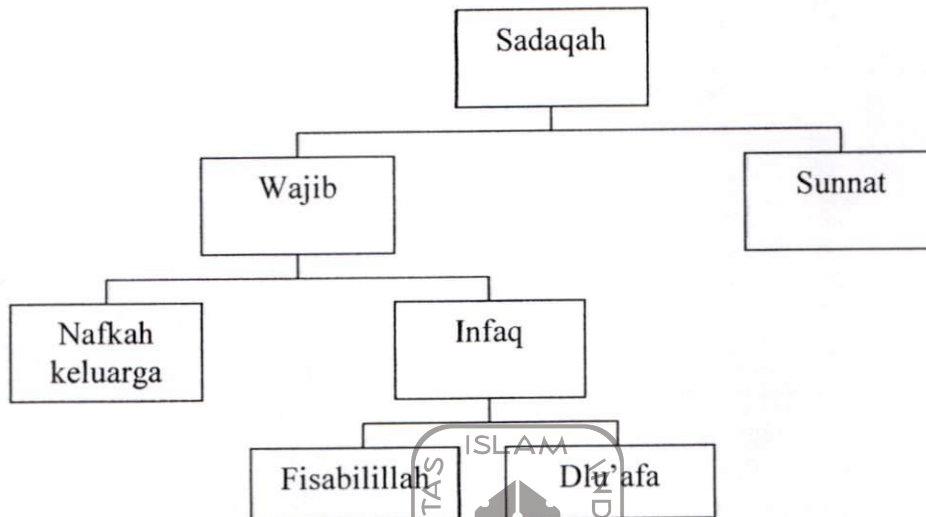 Sadaqah
Wajib
Sunnat
Nafkah
keluarga
Infaq
ISLAM
Fisabilillah
Dlu'afa